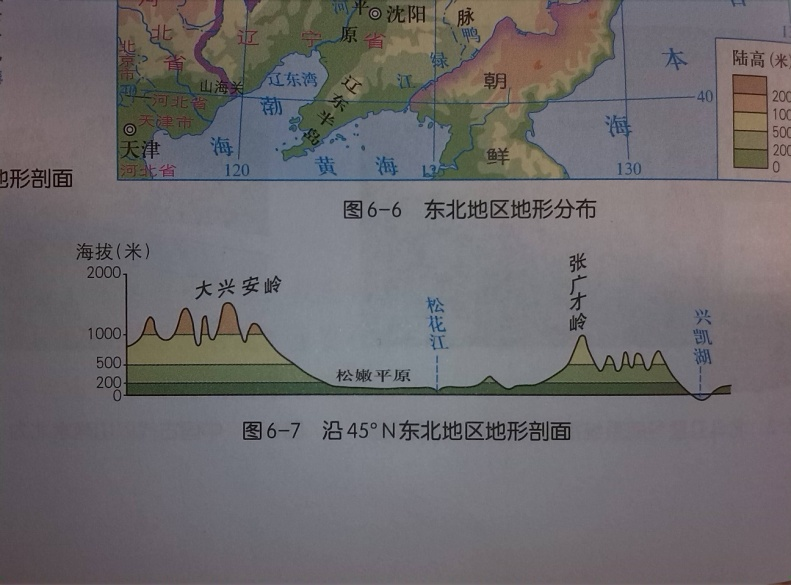 河
北
省
北
京
市
辽 宁 省
河 平 原
沈阳
脉
鸭
绿
江
朝
鲜
本
海
陆高(米)
2000
1000
500
200
0
40
山海关
辽东湾
辽东半岛
渤 海
河北省
天津市
天津
河北省
黄 海
120
130
地形剖面
图6-6 东北地区地形分布
海拔(米)
2000
1000
500
200
0
大兴安岭
松嫩平原
松花江
张广才岭
兴凯湖
图6-7 沿45°N东北地区地形剖面